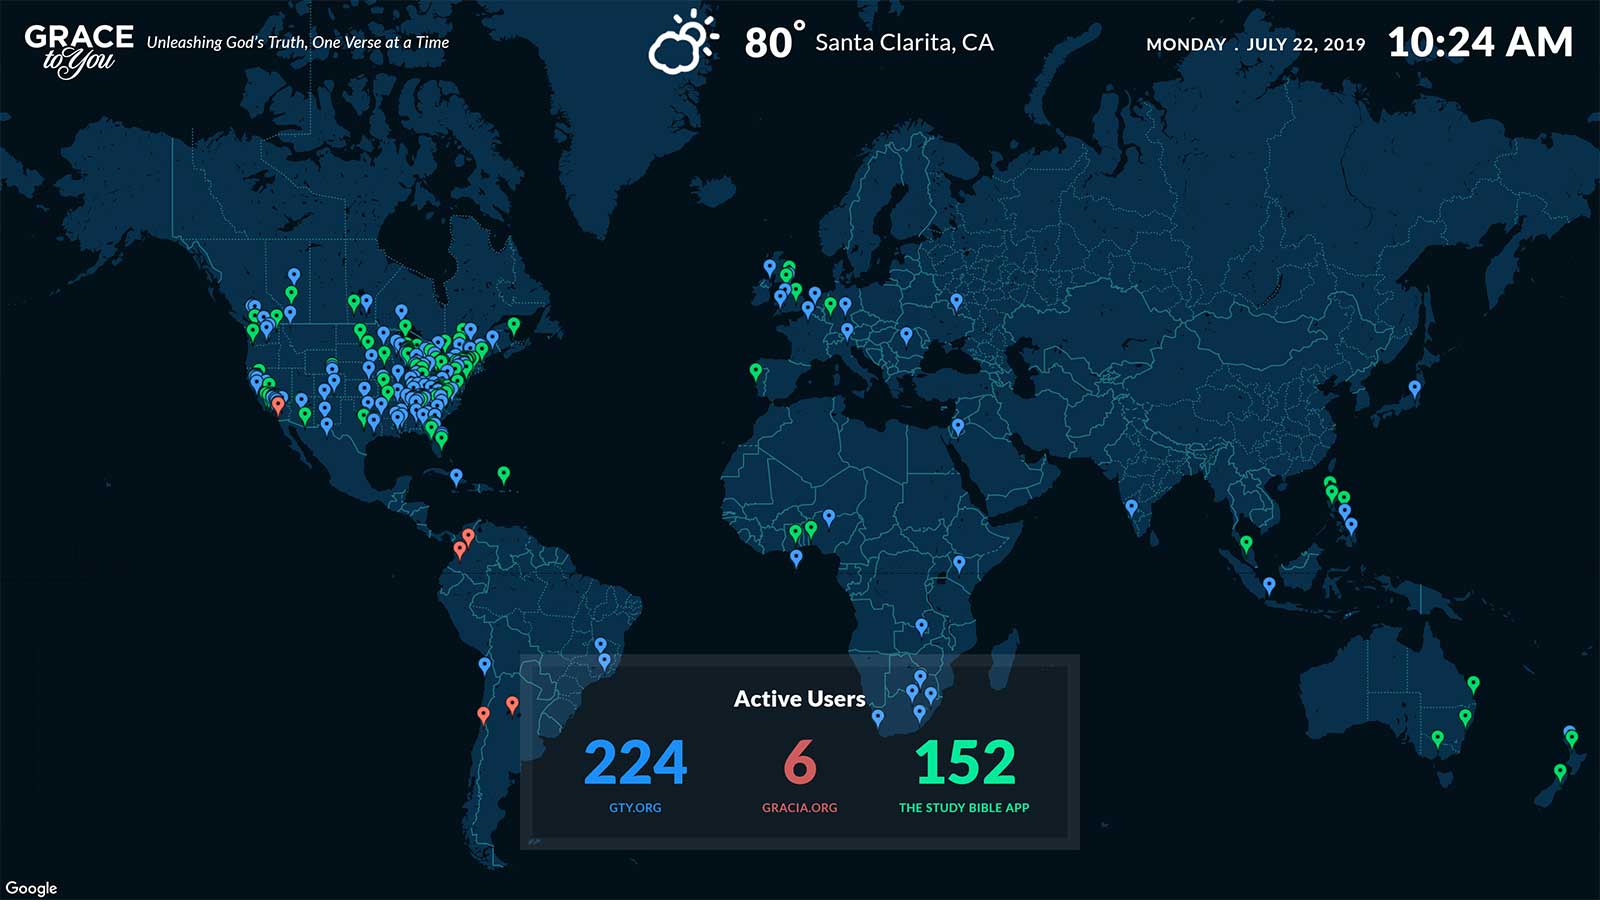 GRACE
to You
Unleashing God's Truth, One Verse at a Time
80° Santa Clarita, CA
MONDAY . JULY 22, 2019 10:24 AM
Active Users
224 6 152
GTY.ORG GRACIA.ORG THE STUDY BIBLE APP
Google